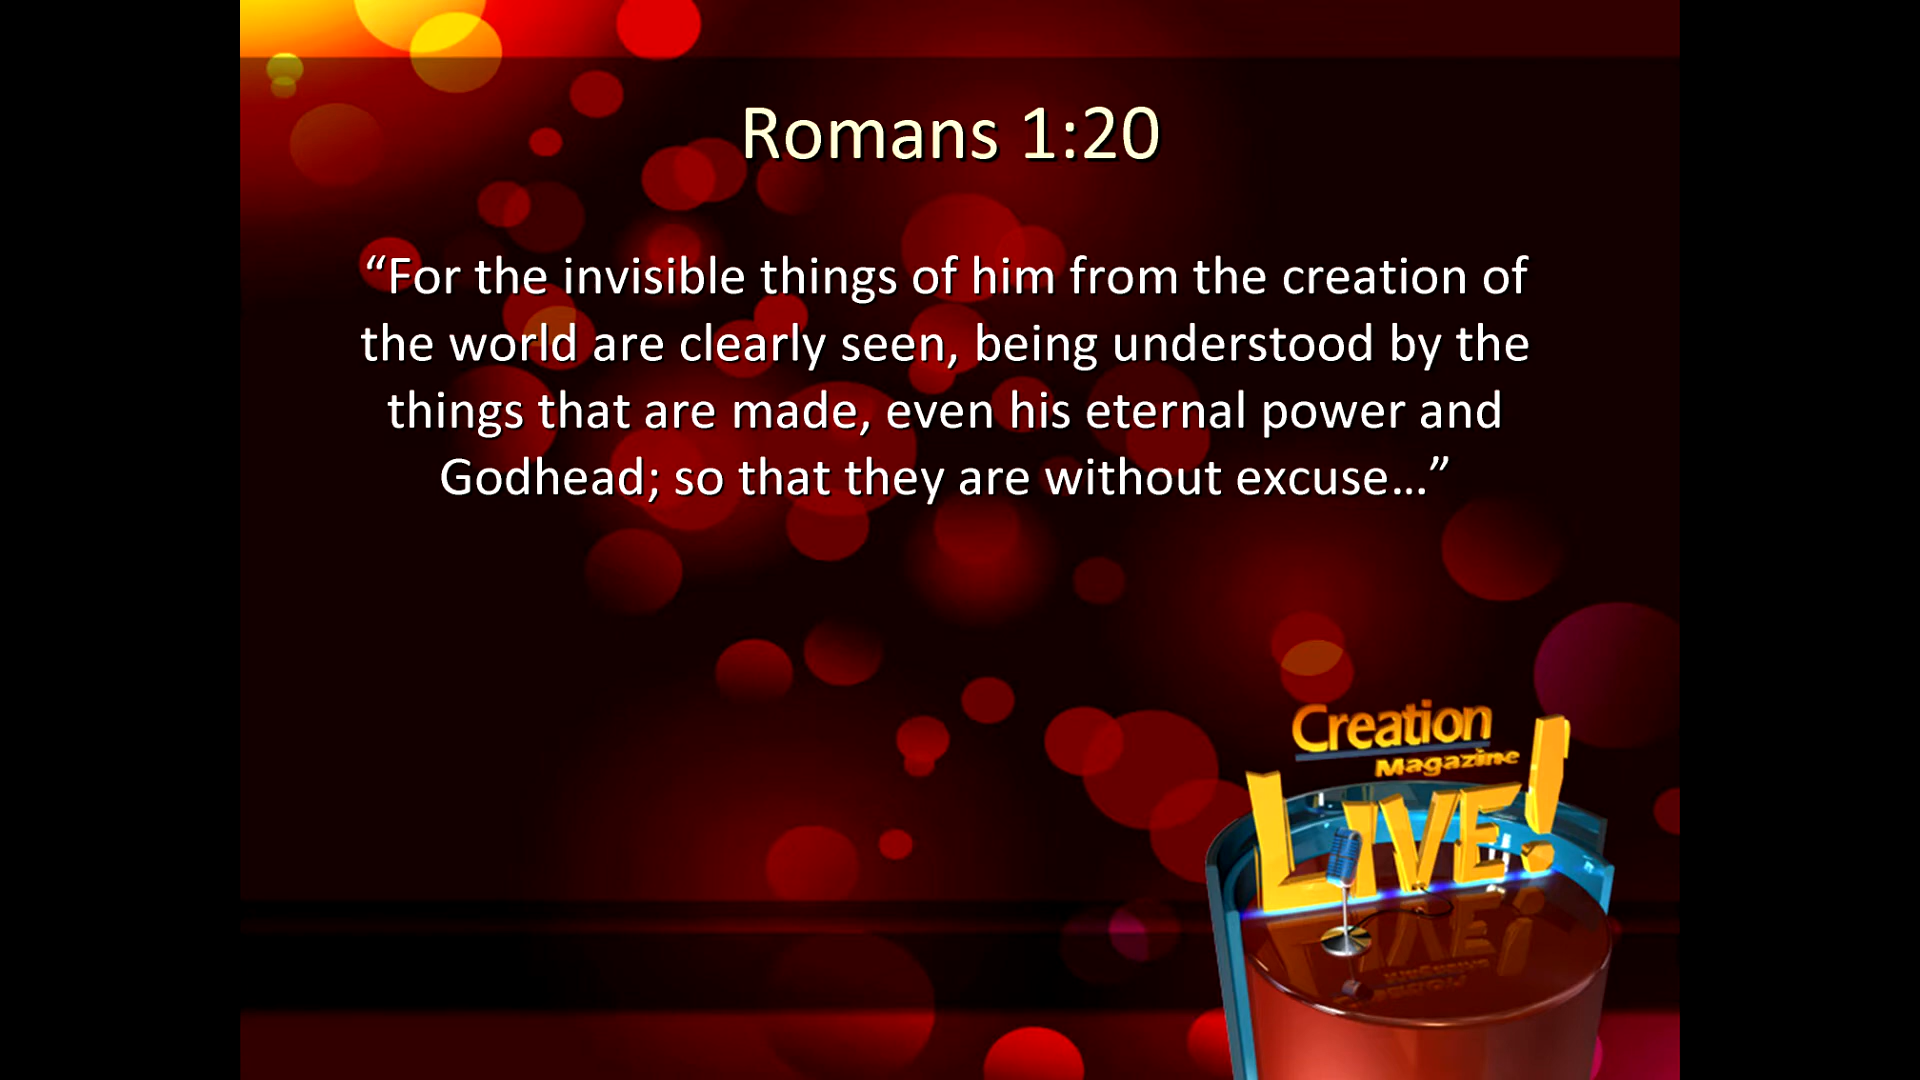 Romans 1:20
“For the invisible things of him from the creation of
the world are clearly seen, being understood by the
things that are made, even his eternal power and
Godhead; so that they are without excuse…”
Creation
Magazine
LIVE!